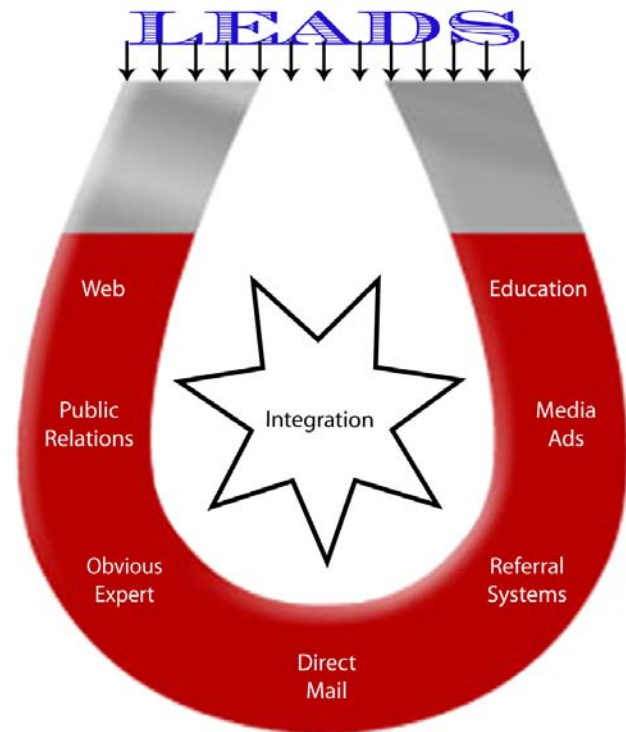 LEADS
Web
Education
Public
Relations
Integration
Media
Ads
Obvious
Expert
Referral
Systems
Direct
Mail